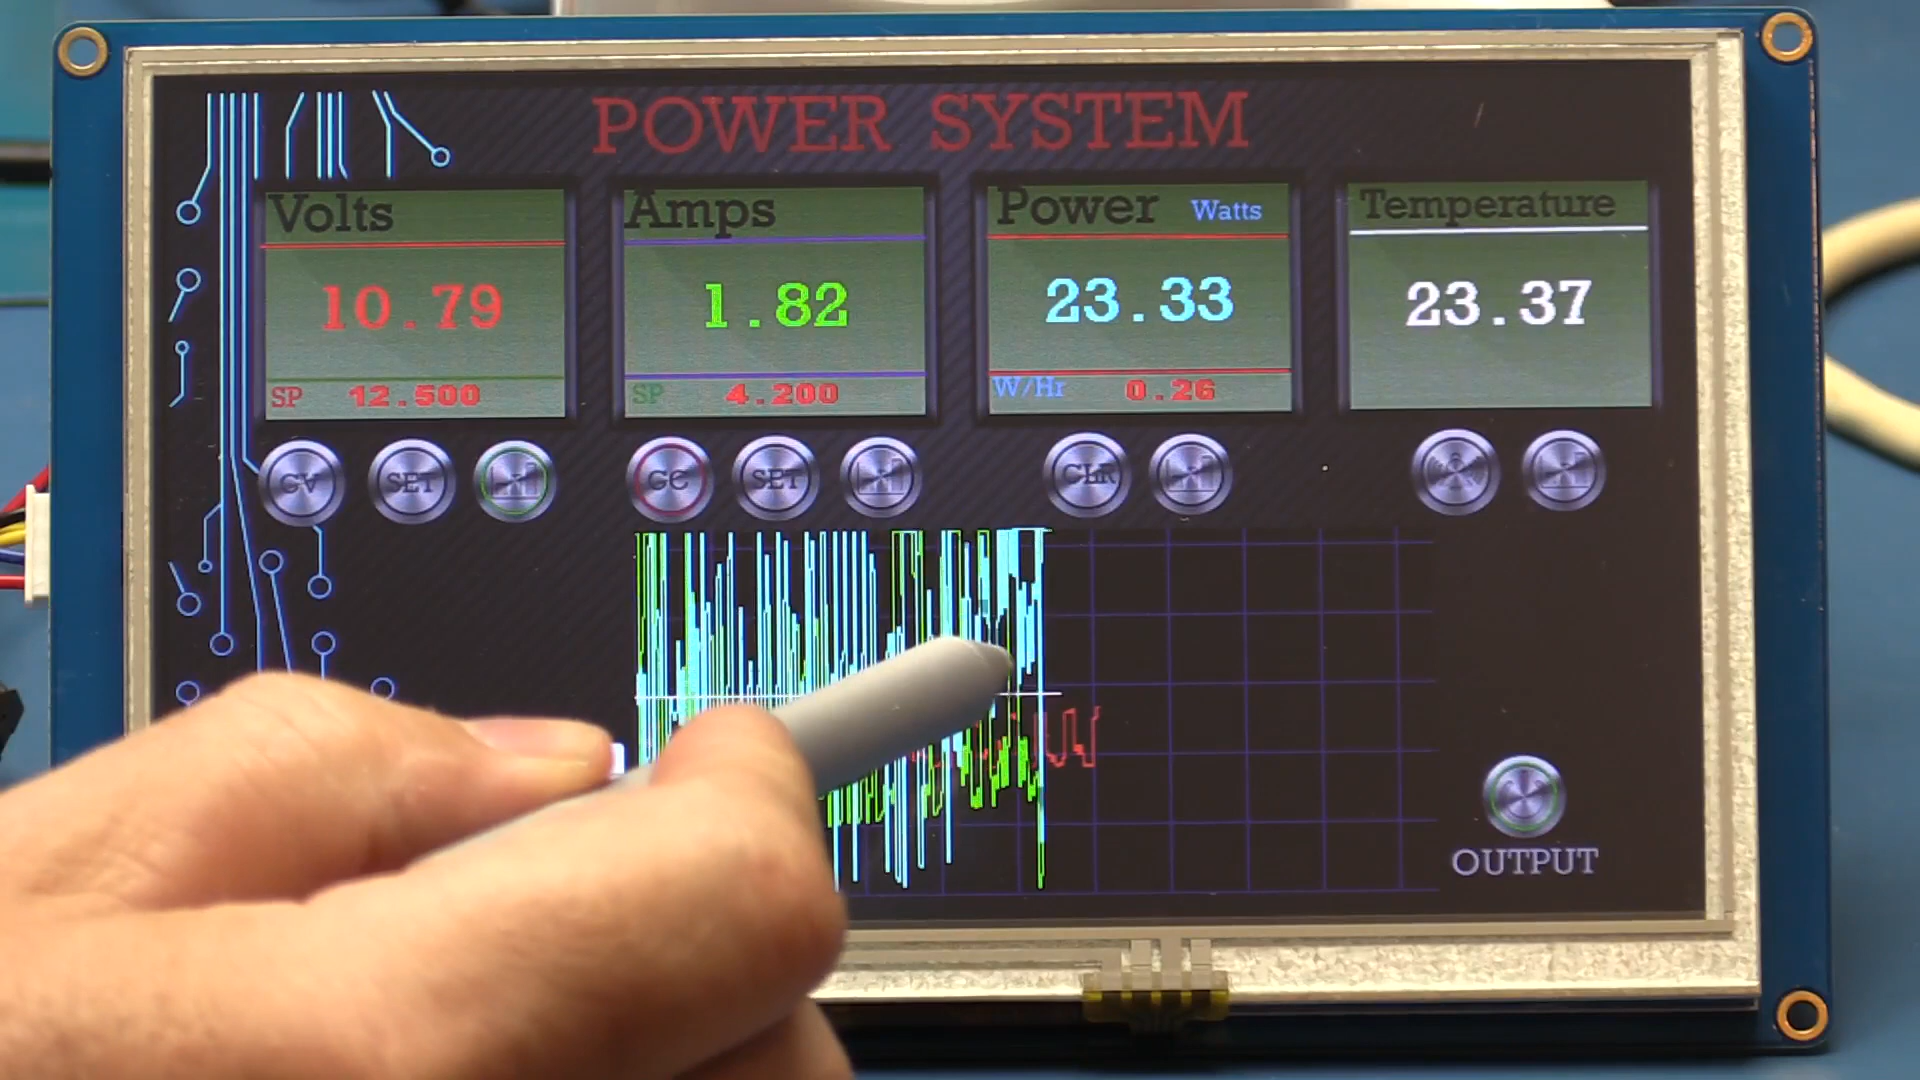 POWER SYSTEM
Volts
10.79
SP 12.500
Amps
1.82
SP 4.200
Power Watts
23.33
W/Hr 0.26
Temperature
23.37
CV SET
CC SET
CLR
OUTPUT